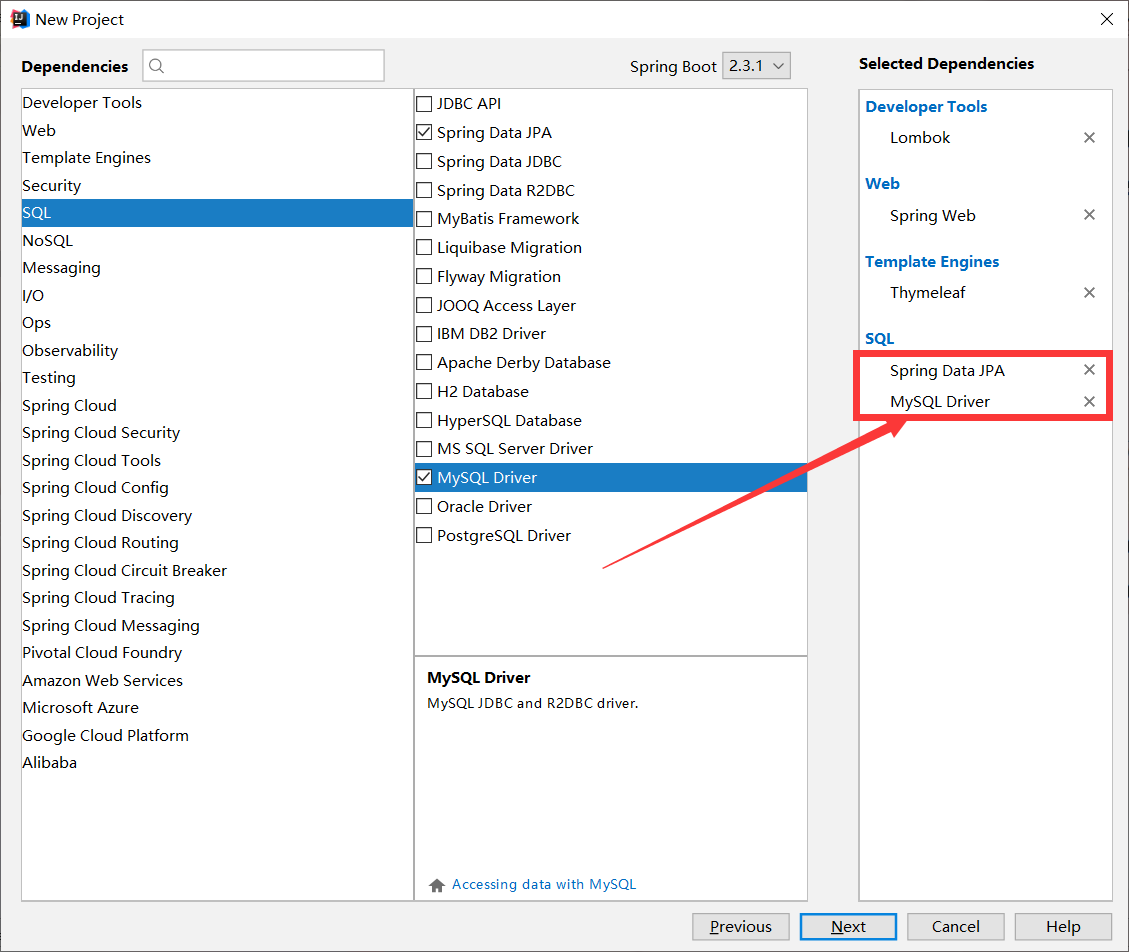 New Project
Dependencies
Spring Boot 2.3.1
Selected Dependencies
Developer Tools
Web
Template Engines
Security
SQL
NoSQL
Messaging
I/O
Ops
Observability
Testing
Spring Cloud
Spring Cloud Security
Spring Cloud Tools
Spring Cloud Config
Spring Cloud Discovery
Spring Cloud Routing
Spring Cloud Circuit Breaker
Spring Cloud Tracing
Spring Cloud Messaging
Pivotal Cloud Foundry
Amazon Web Services
Microsoft Azure
Google Cloud Platform
Alibaba
JDBC API
Spring Data JPA
Spring Data JDBC
Spring Data R2DBC
MyBatis Framework
Liquibase Migration
Flyway Migration
JOOQ Access Layer
IBM DB2 Driver
Apache Derby Database
H2 Database
HyperSQL Database
MS SQL Server Driver
MySQL Driver
Oracle Driver
PostgreSQL Driver
MySQL Driver
MySQL JDBC and R2DBC driver.
Accessing data with MySQL
Developer Tools
Lombok
Web
Spring Web
Template Engines
Thymeleaf
SQL
Spring Data JPA
MySQL Driver
Previous
Next
Cancel
Help